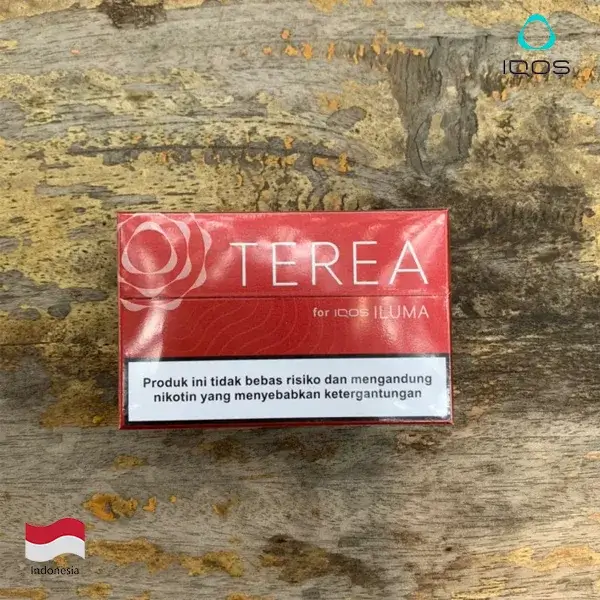 IQOS
TEREA
for IQOS ILUMA
Produk ini tidak bebas risiko dan mengandung
nikotin yang menyebabkan ketergantungan
Indonesia